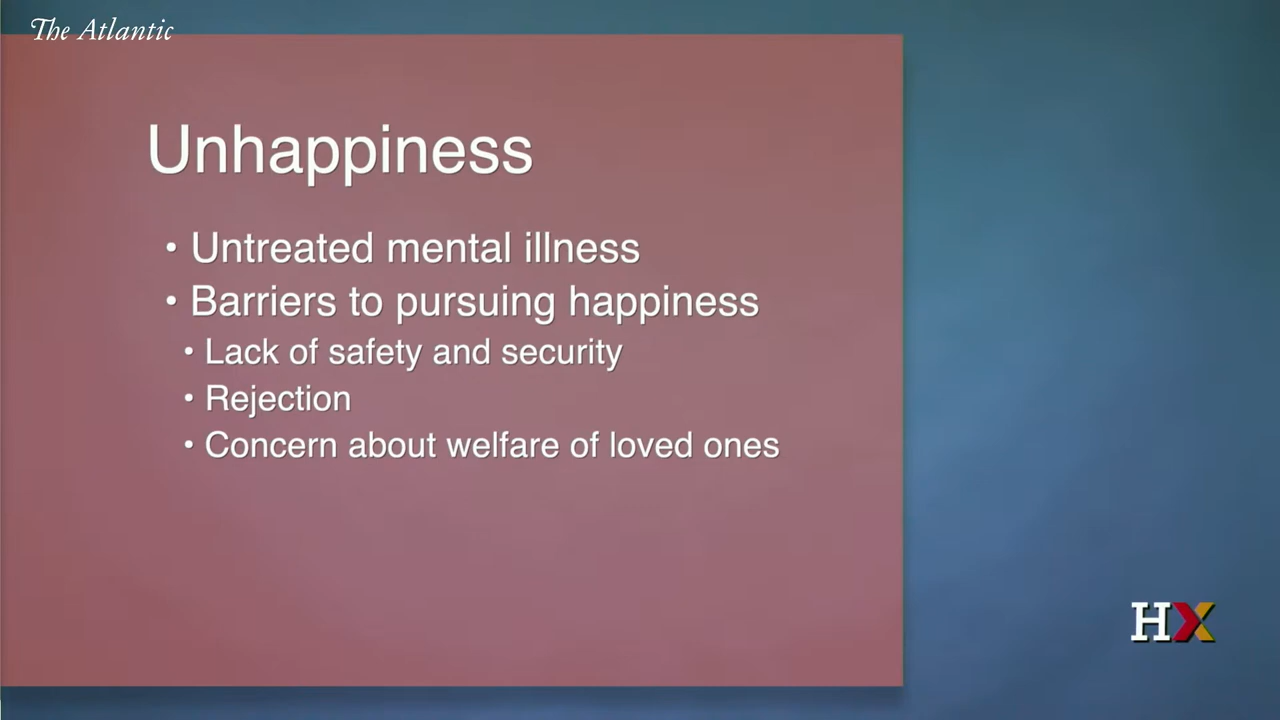 The Atlantic
Unhappiness
• Untreated mental illness
• Barriers to pursuing happiness
• Lack of safety and security
• Rejection
• Concern about welfare of loved ones
HX